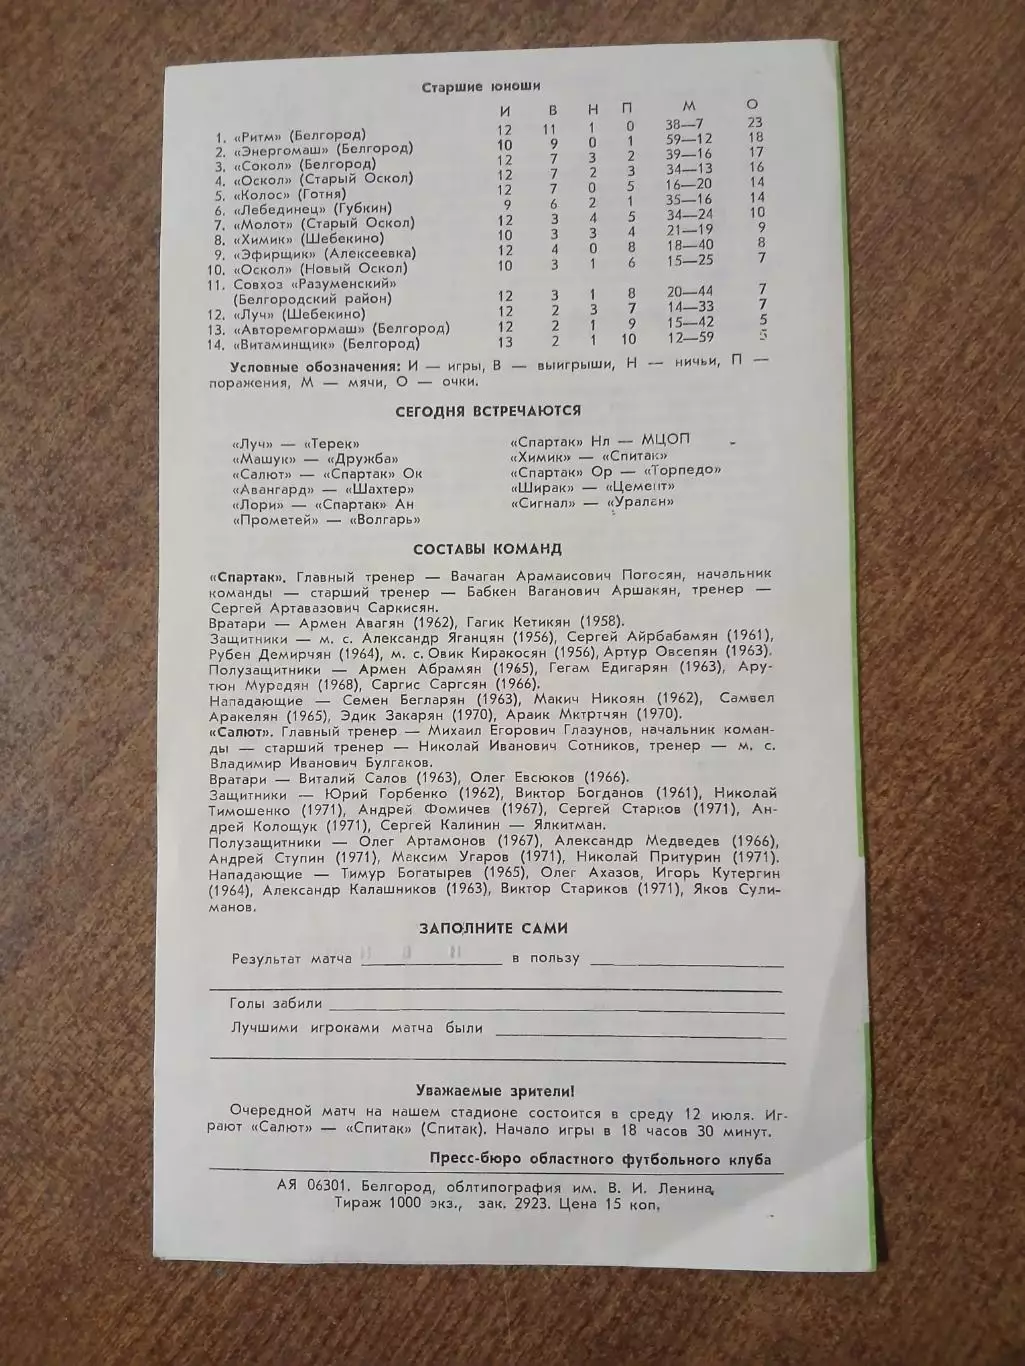 Старшие юноши
И В Н П М О
1. «Ритм» (Белгород) 12 11 1 0 38—7 23
2. «Энергомаш» (Белгород) 10 9 0 1 59—12 18
3. «Сокол» (Белгород) 12 7 3 2 39—16 17
4. «Оскол» (Старый Оскол) 12 7 2 3 34—13 16
5. «Колос» (Готня) 12 7 0 5 16—20 14
6. «Лебединец» (Губкин) 9 6 2 1 35—16 14
7. «Молот» (Старый Оскол) 12 3 4 5 34—24 10
8. «Химик» (Шебекино) 10 3 3 4 21—19 9
9. «Эфирщик» (Алексеевка) 12 4 0 8 18—40 8
10. «Оскол» (Новый Оскол) 10 3 1 6 15—25 7
11. Совхоз «Разуменский»
(Белгородский район) 12 3 1 8 20—44 7
12. «Луч» (Шебекино) 12 2 3 7 14—33 7
13. «Авторемгормаш» (Белгород) 12 2 1 9 15—42 5
14. «Витаминщик» (Белгород) 13 2 1 10 12—59 5
Условные обозначения: И — игры, В — выигрыши, Н — ничьи, П —
поражения, М — мячи, О — очки.
СЕГОДНЯ ВСТРЕЧАЮТСЯ
«Луч» — «Терек» «Спартак» Нл — МЦОП
«Машук» — «Дружба» «Химик» — «Спитак»
«Салют» — «Спартак» Ок «Спартак» Ор — «Торпедо»
«Авангард» — «Шахтер» «Ширак» — «Цемент»
«Лори» — «Спартак» Ан «Сигнал» — «Уралан»
«Прометей» — «Волгарь»
СОСТАВЫ КОМАНД
«Спартак». Главный тренер — Вачаган Арамаисович Погосян, начальник
команды — старший тренер — Бабкен Ваганович Аршакян, тренер —
Сергей Артавазович Саркисян.
Вратари — Армен Авагян (1962), Гагик Кетикян (1958).
Защитники — м. с. Александр Яганцян (1956), Сергей Айрбабамян (1961),
Рубен Демирчян (1964), м. с. Овик Киракосян (1956), Артур Овсепян (1963).
Полузащитники — Армен Абрамян (1965), Гегам Едигарян (1963), Ару-
тюн Мурадян (1968), Саргис Саргсян (1966).
Нападающие — Семен Бегларян (1963), Макич Никоян (1962), Самвел
Аракелян (1965), Эдик Закарян (1970), Араик Мктртчян (1970).
«Салют». Главный тренер — Михаил Егорович Глазунов, начальник коман-
ды — старший тренер — Николай Иванович Сотников, тренер — м. с.
Владимир Иванович Булгаков.
Вратари — Виталий Салов (1963), Олег Евсюков (1966).
Защитники — Юрий Горбенко (1962), Виктор Богданов (1961), Николай
Тимошенко (1971), Андрей Фомичев (1967), Сергей Старков (1971), Ан-
дрей Колощук (1971), Сергей Калинин — Ялкитман.
Полузащитники — Олег Артамонов (1967), Александр Медведев (1966),
Андрей Ступин (1971), Максим Угаров (1971), Николай Притурин (1971).
Нападающие — Тимур Богатырев (1965), Олег Ахазов, Игорь Кутергин
(1964), Александр Калашников (1963), Виктор Стариков (1971), Яков Сули-
манов.
ЗАПОЛНИТЕ САМИ
Результат матча в пользу
Голы забили
Лучшими игроками матча были
Уважаемые зрители!
Очередной матч на нашем стадионе состоится в среду 12 июля. Иг-
рают «Салют» — «Спитак» (Спитак). Начало игры в 18 часов 30 минут.
Пресс-бюро областного футбольного клуба
АЯ 06301. Белгород, облтипография им. В. И. Ленина,
Тираж 1000 экз., зак. 2923. Цена 15 коп,